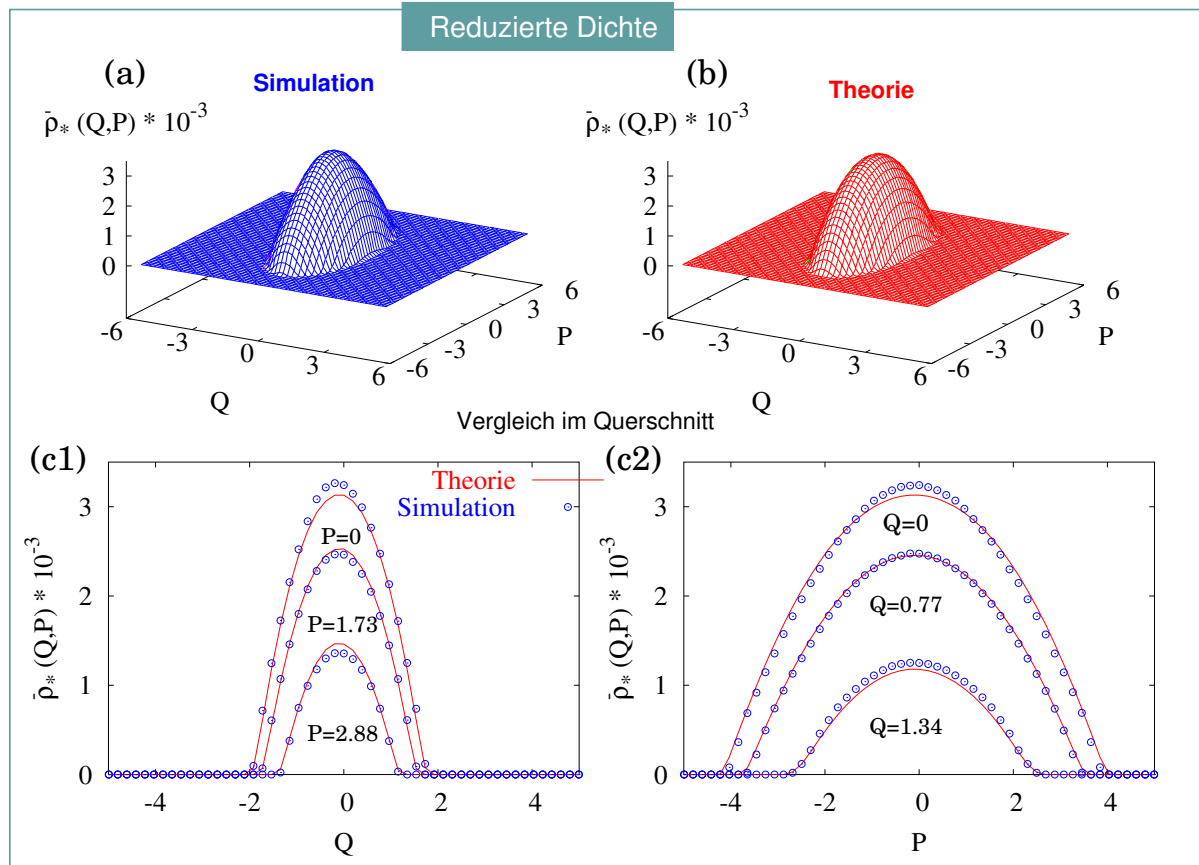 Reduzierte Dichte
(a)
Simulation
ρ̄* (Q,P) * 10⁻³
3
2
1
0
-6
-3
0
3
6
Q
-6
-3
0
3
6
P
(b)
Theorie
ρ̄* (Q,P) * 10⁻³
3
2
1
0
-6
-3
0
3
6
Q
-6
-3
0
3
6
P
Vergleich im Querschnitt
(c1)
Theorie
Simulation
ρ̄* (Q,P) * 10⁻³
3
2
1
0
P=0
P=1.73
P=2.88
-4 -2 0 2 4
Q
(c2)
ρ̄* (Q,P) * 10⁻³
3
2
1
0
Q=0
Q=0.77
Q=1.34
-4 -2 0 2 4
P